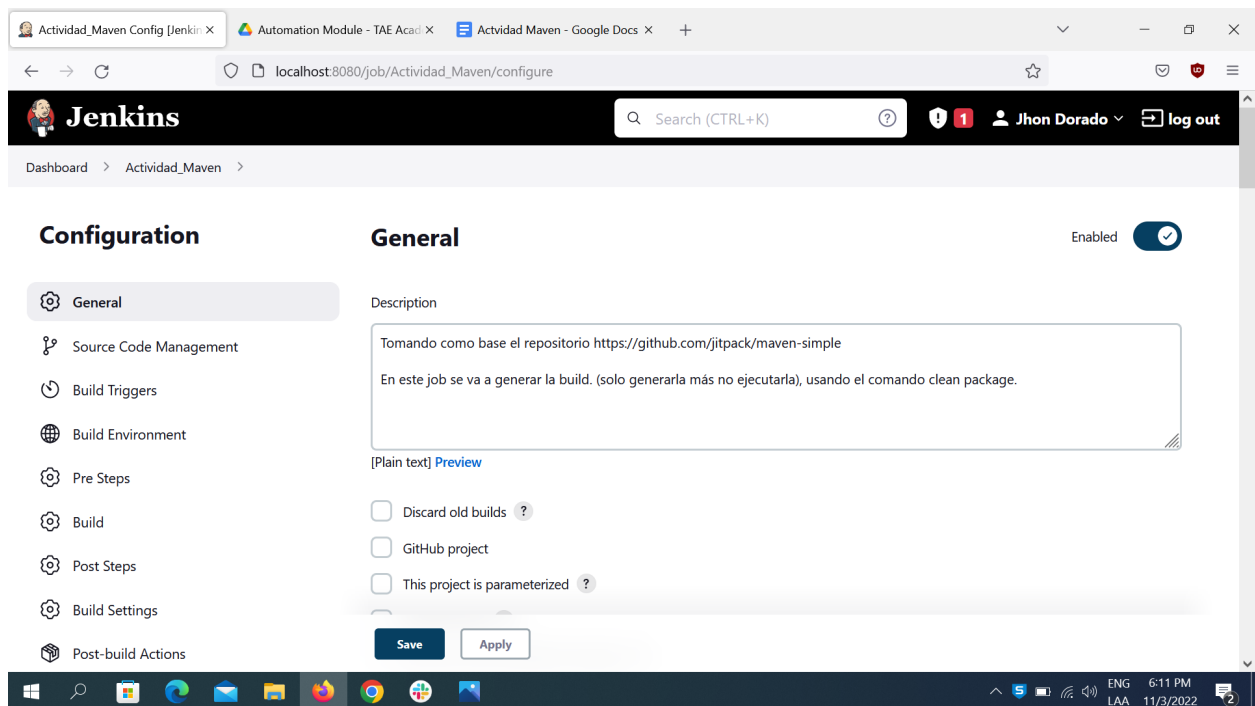 Actividad_Maven Config [Jenkin
Automation Module - TAE Acad
Actvidad Maven - Google Docs
localhost:8080/job/Actividad_Maven/configure
Jenkins
Search (CTRL+K)
?
1
Jhon Dorado
log out
Dashboard > Actividad_Maven >
Configuration
General
Source Code Management
Build Triggers
Build Environment
Pre Steps
Build
Post Steps
Build Settings
Post-build Actions
General
Enabled
Description
Tomando como base el repositorio https://github.com/jitpack/maven-simple
En este job se va a generar la build. (solo generarla más no ejecutarla), usando el comando clean package.
[Plain text] Preview
Discard old builds ?
GitHub project
This project is parameterized ?
Save
Apply
ENG
LAA
6:11 PM
11/3/2022
2